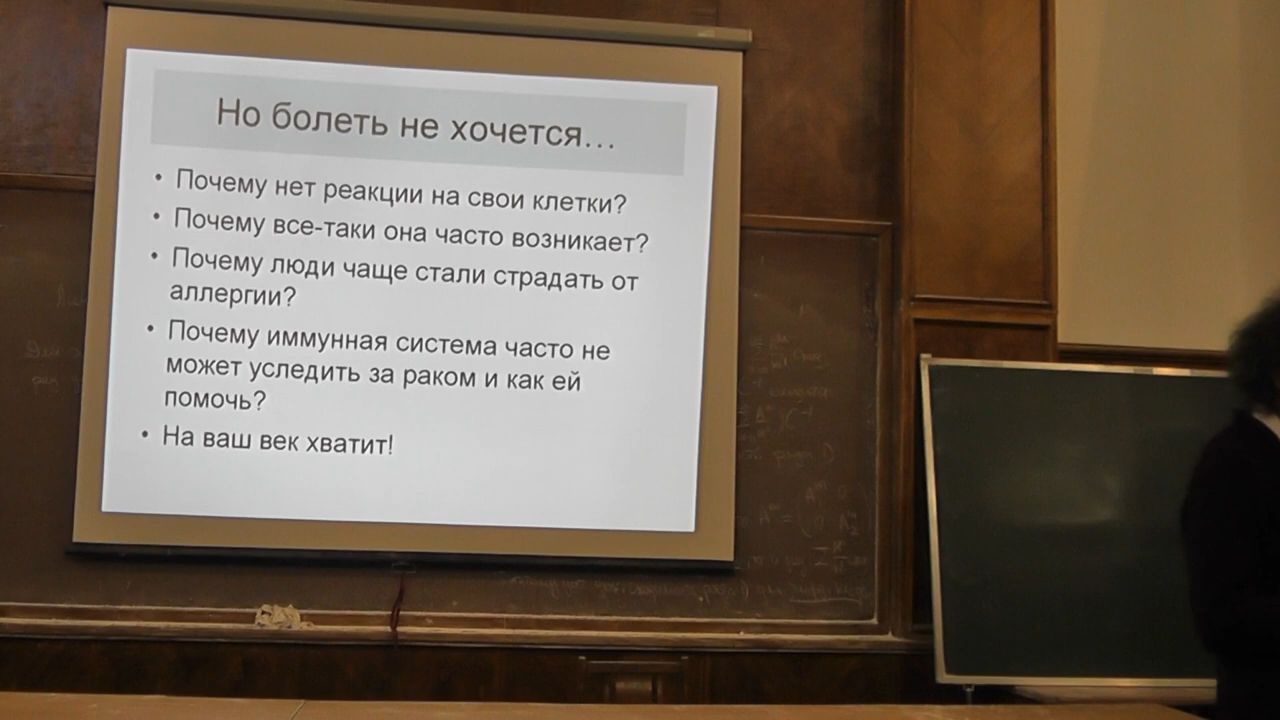 Но болеть не хочется...
• Почему нет реакции на свои клетки?
• Почему все-таки она часто возникает?
• Почему люди чаще стали страдать от
аллергии?
• Почему иммунная система часто не
может уследить за раком и как ей
помочь?
• На ваш век хватит!